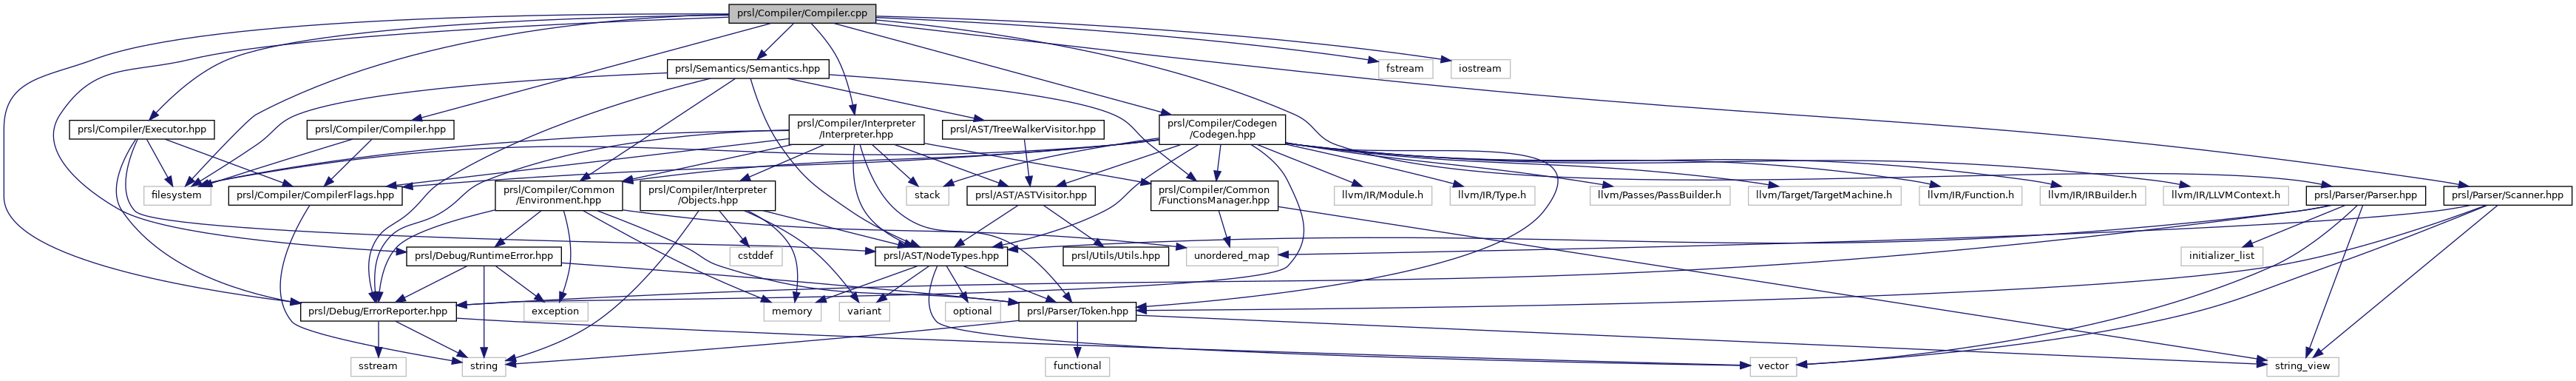 prsl/Compiler/Compiler.cpp
prsl/Semantics/Semantics.hpp
fstream
iostream
prsl/Compiler/Executor.hpp
prsl/Compiler/Compiler.hpp
prsl/Compiler/Interpreter
/Interpreter.hpp
prsl/AST/TreeWalkerVisitor.hpp
prsl/Compiler/Codegen
/Codegen.hpp
filesystem
prsl/Compiler/CompilerFlags.hpp
prsl/Compiler/Common
/Environment.hpp
prsl/Compiler/Interpreter
/Objects.hpp
stack
prsl/AST/ASTVisitor.hpp
prsl/Compiler/Common
/FunctionsManager.hpp
llvm/IR/Module.h
llvm/IR/Type.h
llvm/Passes/PassBuilder.h
llvm/Target/TargetMachine.h
llvm/IR/Function.h
llvm/IR/IRBuilder.h
llvm/IR/LLVMContext.h
prsl/Parser/Parser.hpp
prsl/Parser/Scanner.hpp
prsl/Debug/RuntimeError.hpp
cstddef
prsl/AST/NodeTypes.hpp
prsl/Utils/Utils.hpp
unordered_map
initializer_list
prsl/Debug/ErrorReporter.hpp
exception
memory
variant
optional
prsl/Parser/Token.hpp
sstream
string
functional
vector
string_view